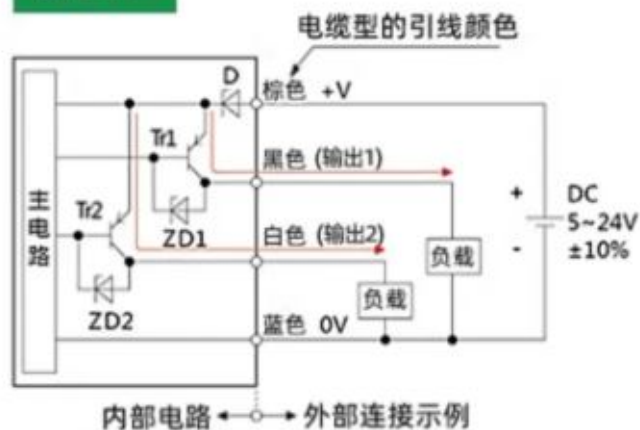 电缆型的引线颜色
D
棕色 +V
Tr1
黑色 (输出1)
主电路
Tr2
ZD1
白色 (输出2)
+
-
DC
5~24V
±10%
负载
负载
ZD2
蓝色 0V
内部电路
外部连接示例